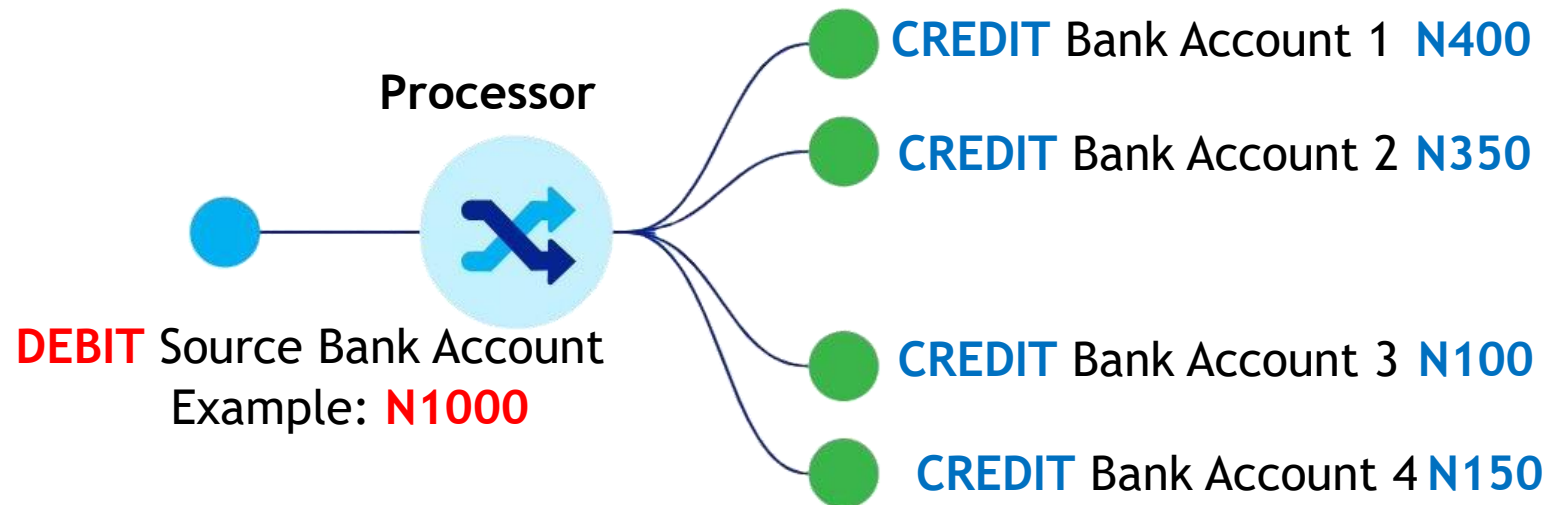 Processor
DEBIT Source Bank Account
Example: N1000
CREDIT Bank Account 1 N400
CREDIT Bank Account 2 N350
CREDIT Bank Account 3 N100
CREDIT Bank Account 4 N150